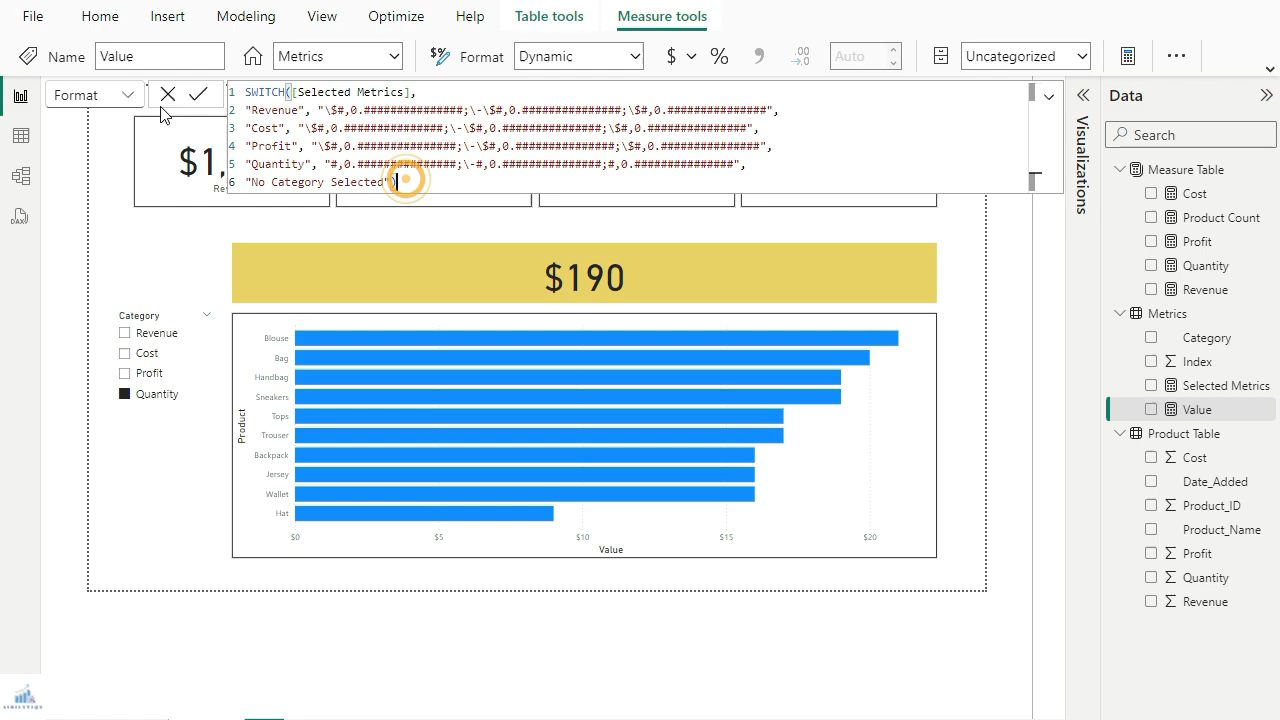 File Home Insert Modeling View Optimize Help Table tools Measure tools
Name Value Metrics Format Dynamic $ % Auto Uncategorized
Format
1 SWITCH([Selected Metrics],
2 "Revenue", "\$#,0.###############;\-\$#,0.###############;\$#,0.###############",
3 "Cost", "\$#,0.###############;\-\$#,0.###############;\$#,0.###############",
4 "Profit", "\$#,0.###############;\-\$#,0.###############;\$#,0.###############",
5 "Quantity", "#,0.###############;\-#,0.###############;#,0.###############",
6 "No Category Selected")
$1,
$190
Category
Revenue
Cost
Profit
Quantity
Product
Blouse
Bag
Handbag
Sneakers
Tops
Trouser
Backpack
Jersey
Wallet
Hat
$0 $5 $10 $15 $20
Value
Visualizations
Data
Search
Measure Table
Cost
Product Count
Profit
Quantity
Revenue
Metrics
Category
Index
Selected Metrics
Value
Product Table
Cost
Date_Added
Product_ID
Product_Name
Profit
Quantity
Revenue
DAX